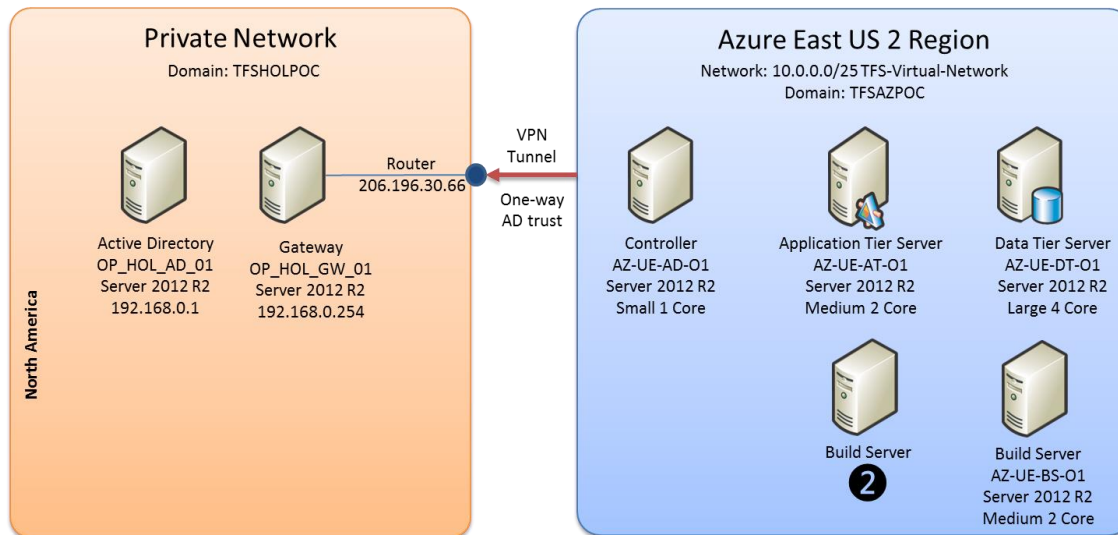 Private Network
Domain: TFSHOLPOC
Active Directory
OP_HOL_AD_01
Server 2012 R2
192.168.0.1
Gateway
OP_HOL_GW_01
Server 2012 R2
192.168.0.254
Router
206.196.30.66
North America
VPN
Tunnel
One-way
AD trust
Azure East US 2 Region
Network: 10.0.0.0/25 TFS-Virtual-Network
Domain: TFSAZPOC
Controller
AZ-UE-AD-O1
Server 2012 R2
Small 1 Core
Application Tier Server
AZ-UE-AT-O1
Server 2012 R2
Medium 2 Core
Data Tier Server
AZ-UE-DT-O1
Server 2012 R2
Large 4 Core
Build Server
2
Build Server
AZ-UE-BS-O1
Server 2012 R2
Medium 2 Core